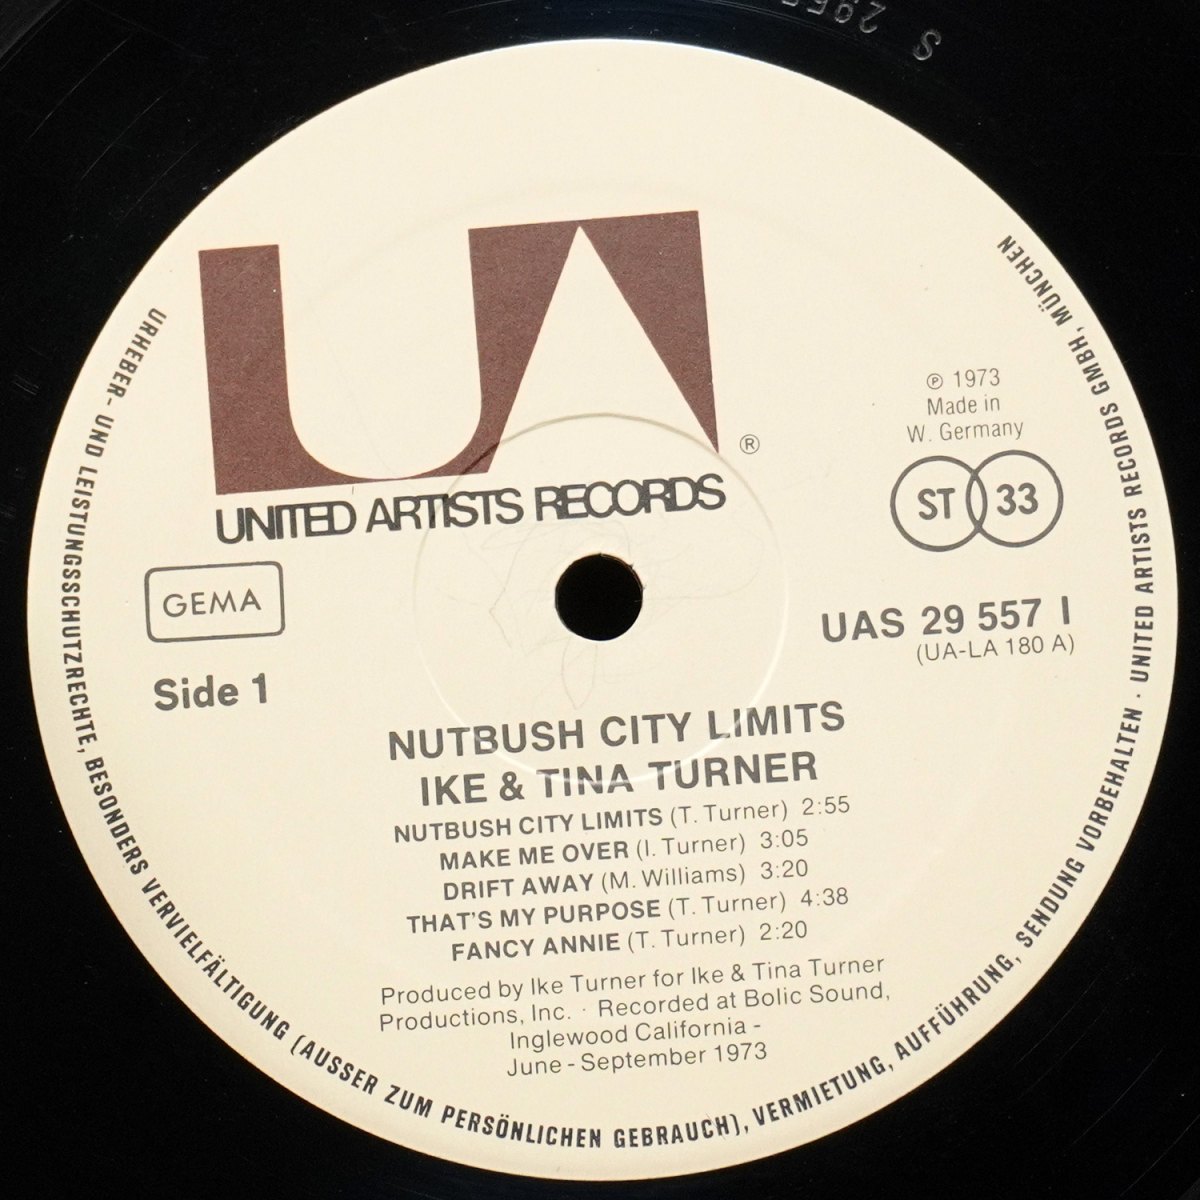 S 2955
UA
®
UNITED ARTISTS RECORDS
℗ 1973
Made in
W. Germany
ST 33
GEMA
Side 1
UAS 29 557 I
(UA-LA 180 A)
NUTBUSH CITY LIMITS
IKE & TINA TURNER
NUTBUSH CITY LIMITS (T. Turner) 2:55
MAKE ME OVER (I. Turner) 3:05
DRIFT AWAY (M. Williams) 3:20
THAT'S MY PURPOSE (T. Turner) 4:38
FANCY ANNIE (T. Turner) 2:20
Produced by Ike Turner for Ike & Tina Turner
Productions, Inc. · Recorded at Bolic Sound,
Inglewood California -
June - September 1973
URHEBER- UND LEISTUNGSSCHUTZRECHTE, BESONDERS VERVIELFÄLTIGUNG (AUSSER ZUM PERSÖNLICHEN GEBRAUCH), VERMIETUNG, AUFFÜHRUNG, SENDUNG VORBEHALTEN · UNITED ARTISTS RECORDS GMBH, MÜNCHEN